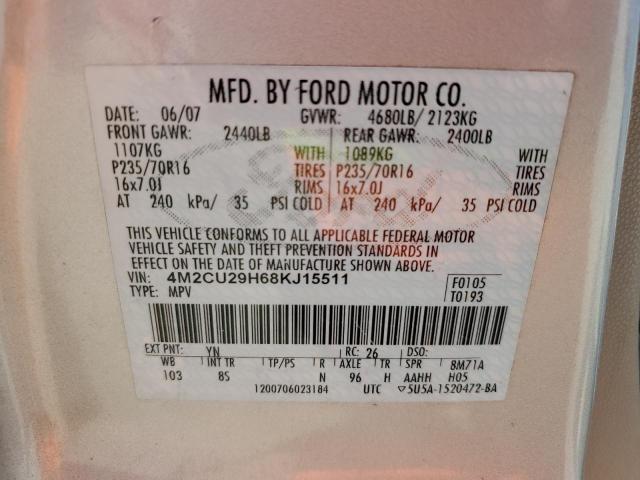 MFD. BY FORD MOTOR CO.
DATE: 06/07 GVWR: 4680LB/ 2123KG
FRONT GAWR: 2440LB REAR GAWR: 2400LB
1107KG WITH 1089KG WITH
P235/70R16 TIRES P235/70R16 TIRES
16x7.0J RIMS 16x7.0J RIMS
AT 240 kPa/ 35 PSI COLD AT 240 kPa/ 35 PSI COLD
THIS VEHICLE CONFORMS TO ALL APPLICABLE FEDERAL MOTOR
VEHICLE SAFETY AND THEFT PREVENTION STANDARDS IN
EFFECT ON THE DATE OF MANUFACTURE SHOWN ABOVE.
VIN: 4M2CU29H68KJ15511 F0105
TYPE: MPV T0193
EXT PNT: YN RC: 26 DSO:
WB INT TR TP/PS R AXLE TR SPR 8M71A
103 8S N 96 H AAHH H05
1200706023184 UTC ▽5U5A-1520472-BA